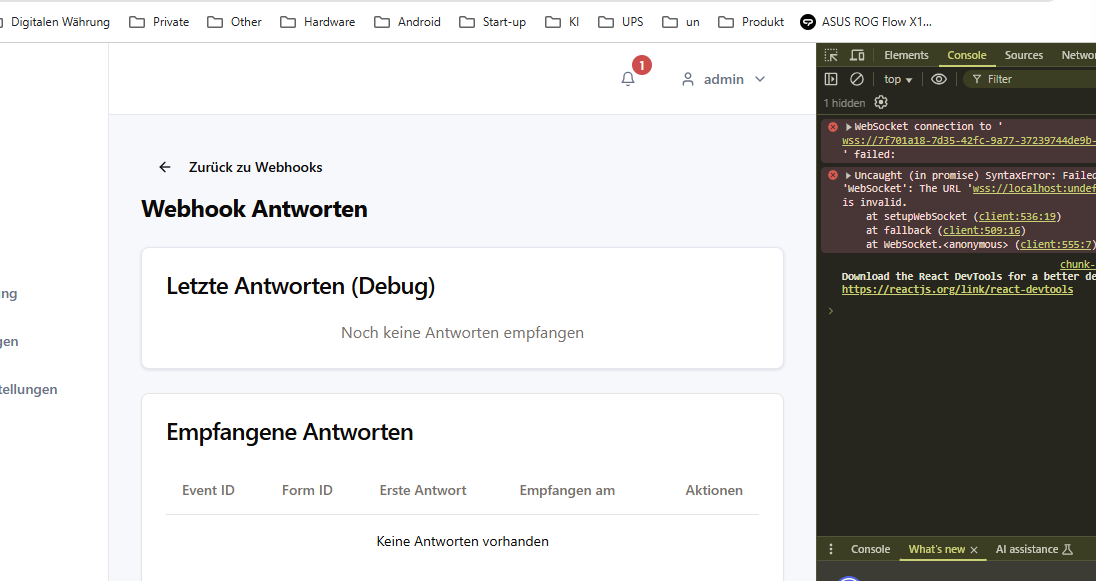 Digitalen Währung Private Other Hardware Android Start-up KI UPS un Produkt ASUS ROG Flow X1...
1
admin
Zurück zu Webhooks
Webhook Antworten
Letzte Antworten (Debug)
Noch keine Antworten empfangen
Empfangene Antworten
Event ID Form ID Erste Antwort Empfangen am Aktionen
Keine Antworten vorhanden
ng
gen
tellungen
Elements Console Sources Networ
top Filter
1 hidden
WebSocket connection to '
wss://7f701a18-7d35-42fc-9a77-37239744de9b-
' failed:
Uncaught (in promise) SyntaxError: Failed
'WebSocket': The URL 'wss://localhost:undef
is invalid.
at setupWebSocket (client:536:19)
at fallback (client:509:16)
at WebSocket.<anonymous> (client:555:7)
chunk-
Download the React DevTools for a better de
https://reactjs.org/link/react-devtools
Console What's new AI assistance